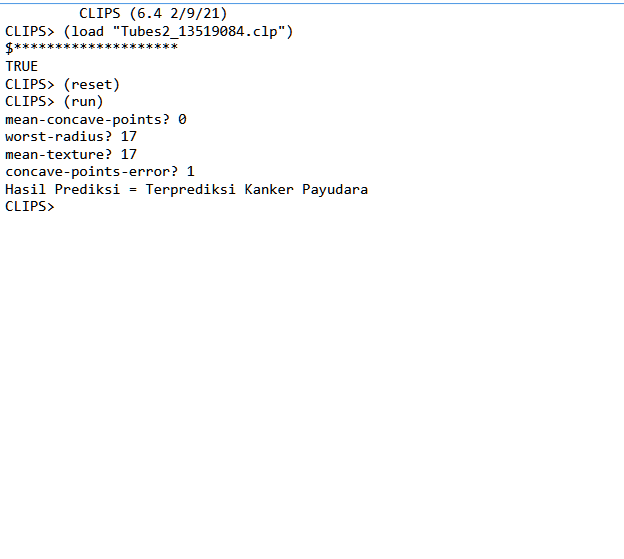 CLIPS (6.4 2/9/21)
CLIPS> (load "Tubes2_13519084.clp")
$********************
TRUE
CLIPS> (reset)
CLIPS> (run)
mean-concave-points? 0
worst-radius? 17
mean-texture? 17
concave-points-error? 1
Hasil Prediksi = Terprediksi Kanker Payudara
CLIPS>